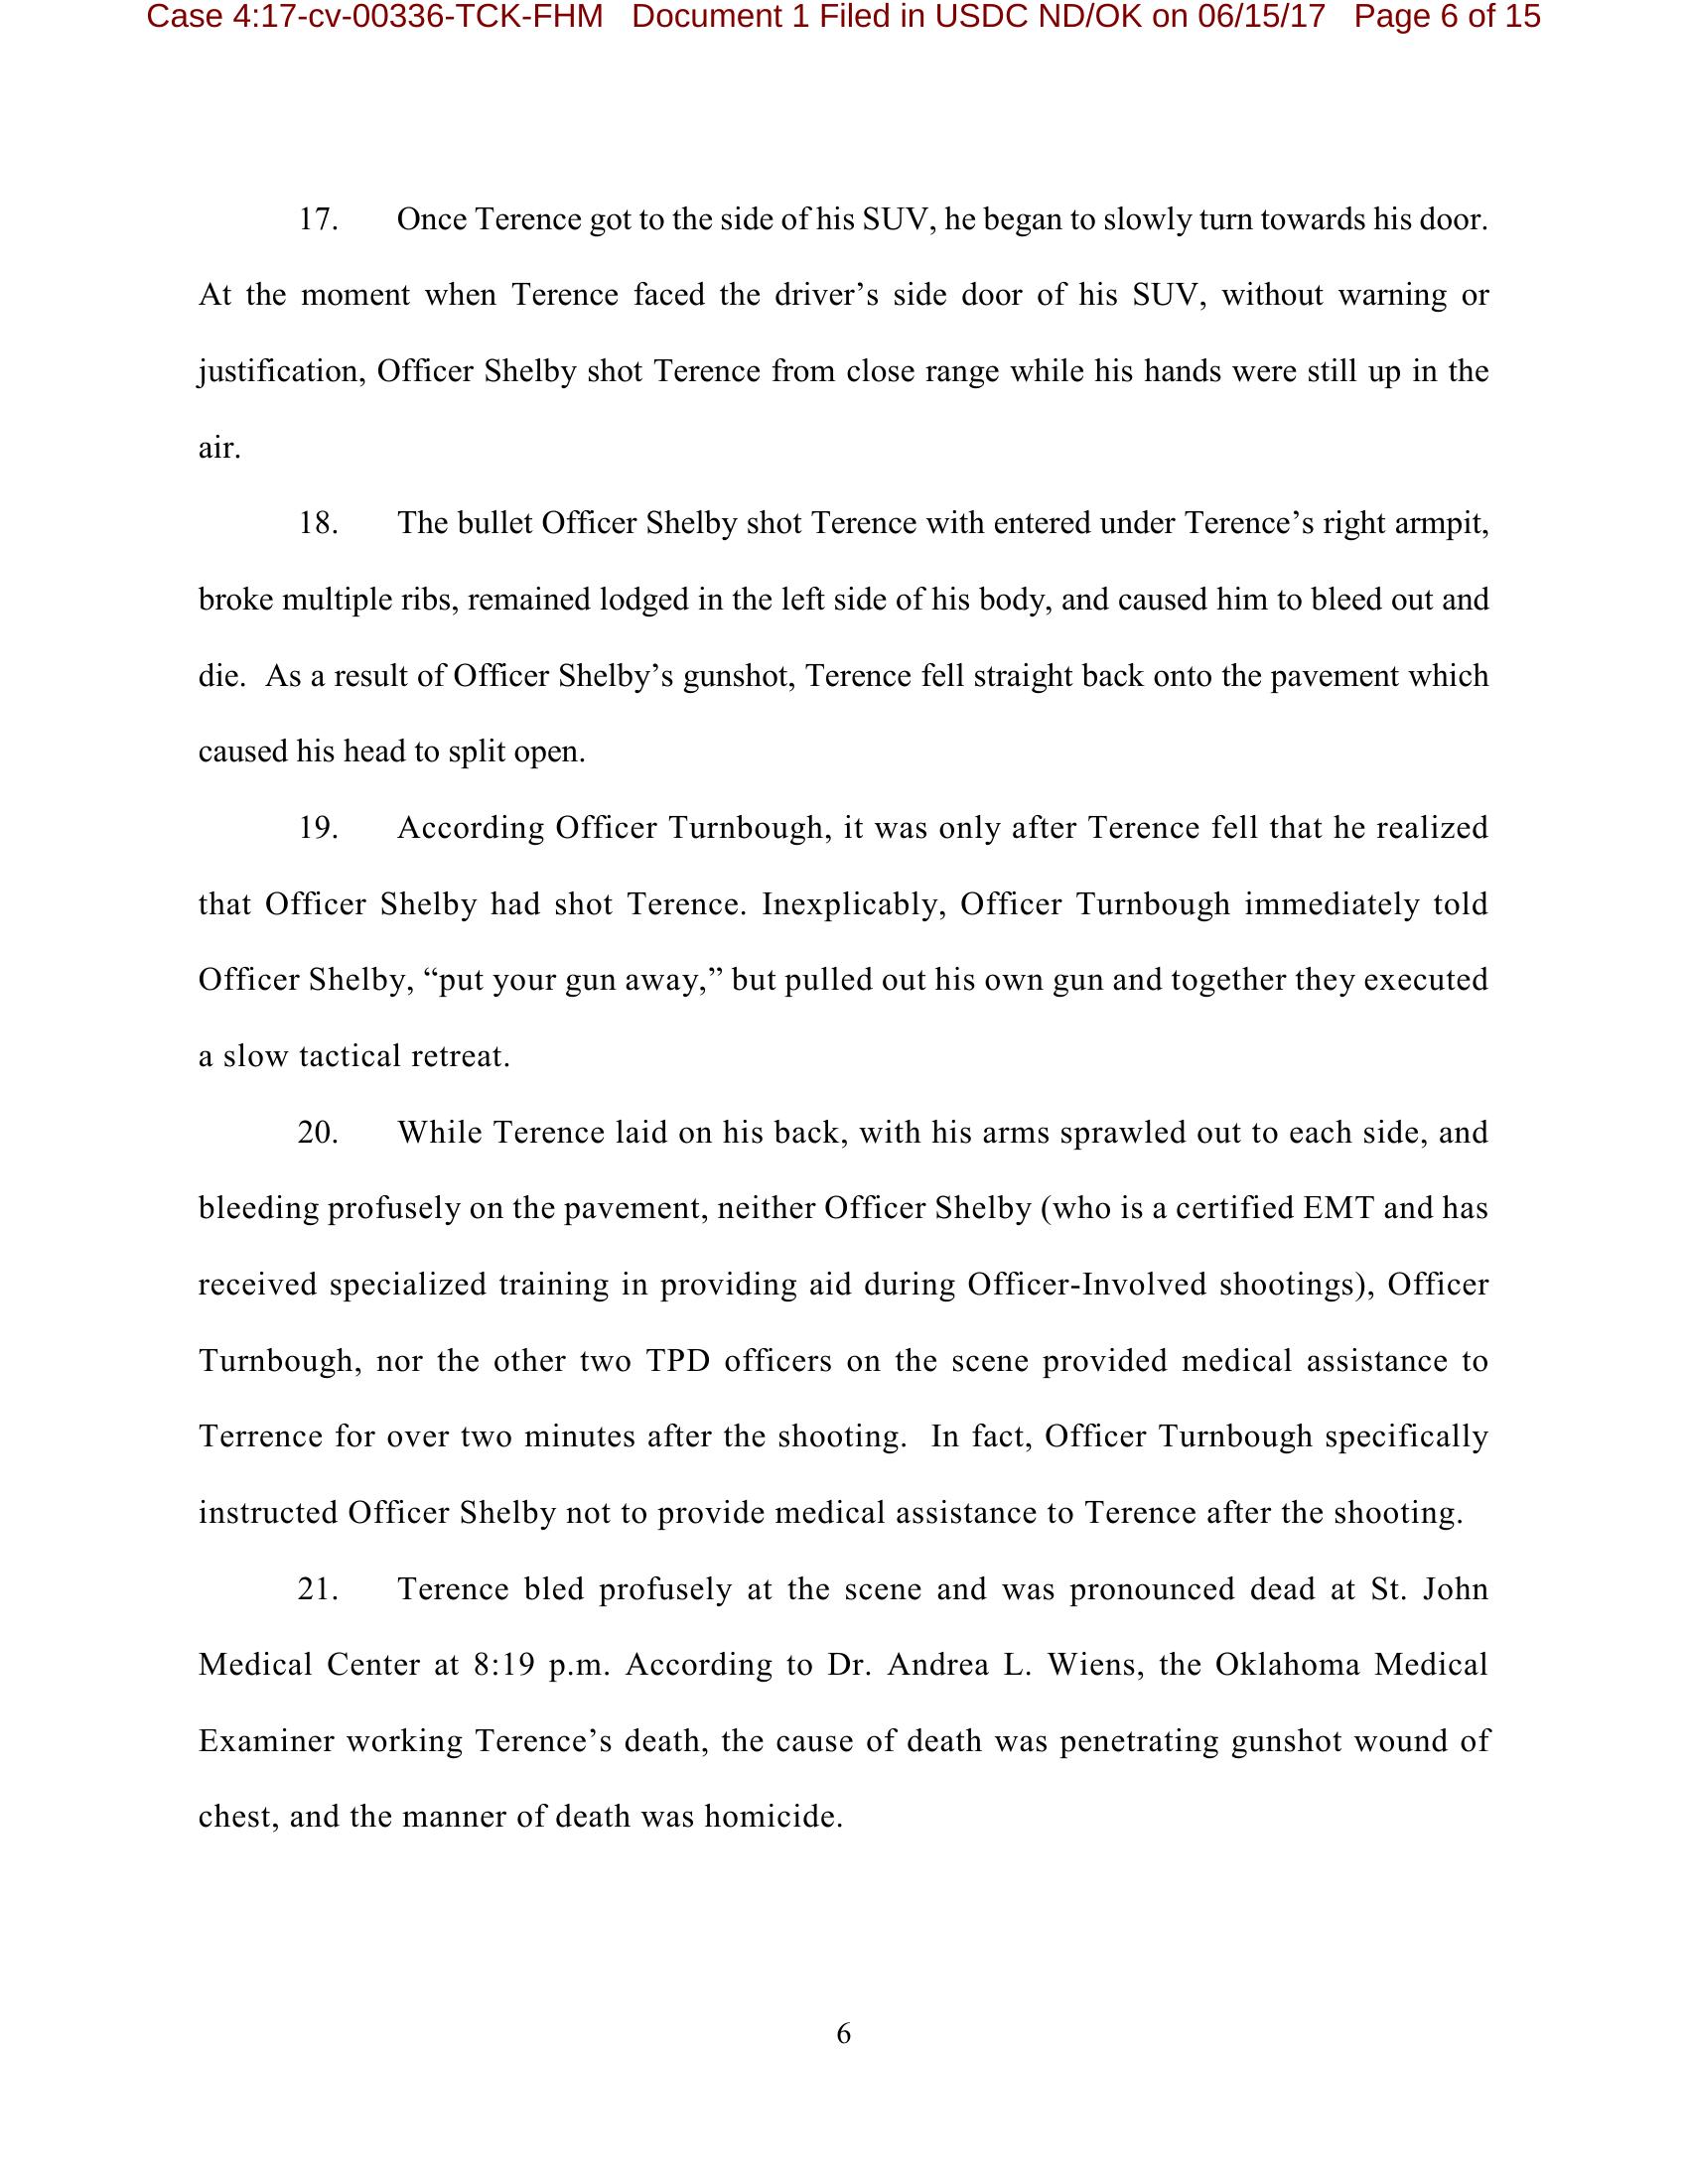 Case 4:17-cv-00336-TCK-FHM Document 1 Filed in USDC ND/OK on 06/15/17 Page 6 of 15
17. Once Terence got to the side of his SUV, he began to slowly turn towards his door.
At the moment when Terence faced the driver’s side door of his SUV, without warning or
justification, Officer Shelby shot Terence from close range while his hands were still up in the
air.
18. The bullet Officer Shelby shot Terence with entered under Terence’s right armpit,
broke multiple ribs, remained lodged in the left side of his body, and caused him to bleed out and
die. As a result of Officer Shelby’s gunshot, Terence fell straight back onto the pavement which
caused his head to split open.
19. According Officer Turnbough, it was only after Terence fell that he realized
that Officer Shelby had shot Terence. Inexplicably, Officer Turnbough immediately told
Officer Shelby, “put your gun away,” but pulled out his own gun and together they executed
a slow tactical retreat.
20. While Terence laid on his back, with his arms sprawled out to each side, and
bleeding profusely on the pavement, neither Officer Shelby (who is a certified EMT and has
received specialized training in providing aid during Officer-Involved shootings), Officer
Turnbough, nor the other two TPD officers on the scene provided medical assistance to
Terrence for over two minutes after the shooting. In fact, Officer Turnbough specifically
instructed Officer Shelby not to provide medical assistance to Terence after the shooting.
21. Terence bled profusely at the scene and was pronounced dead at St. John
Medical Center at 8:19 p.m. According to Dr. Andrea L. Wiens, the Oklahoma Medical
Examiner working Terence’s death, the cause of death was penetrating gunshot wound of
chest, and the manner of death was homicide.
6